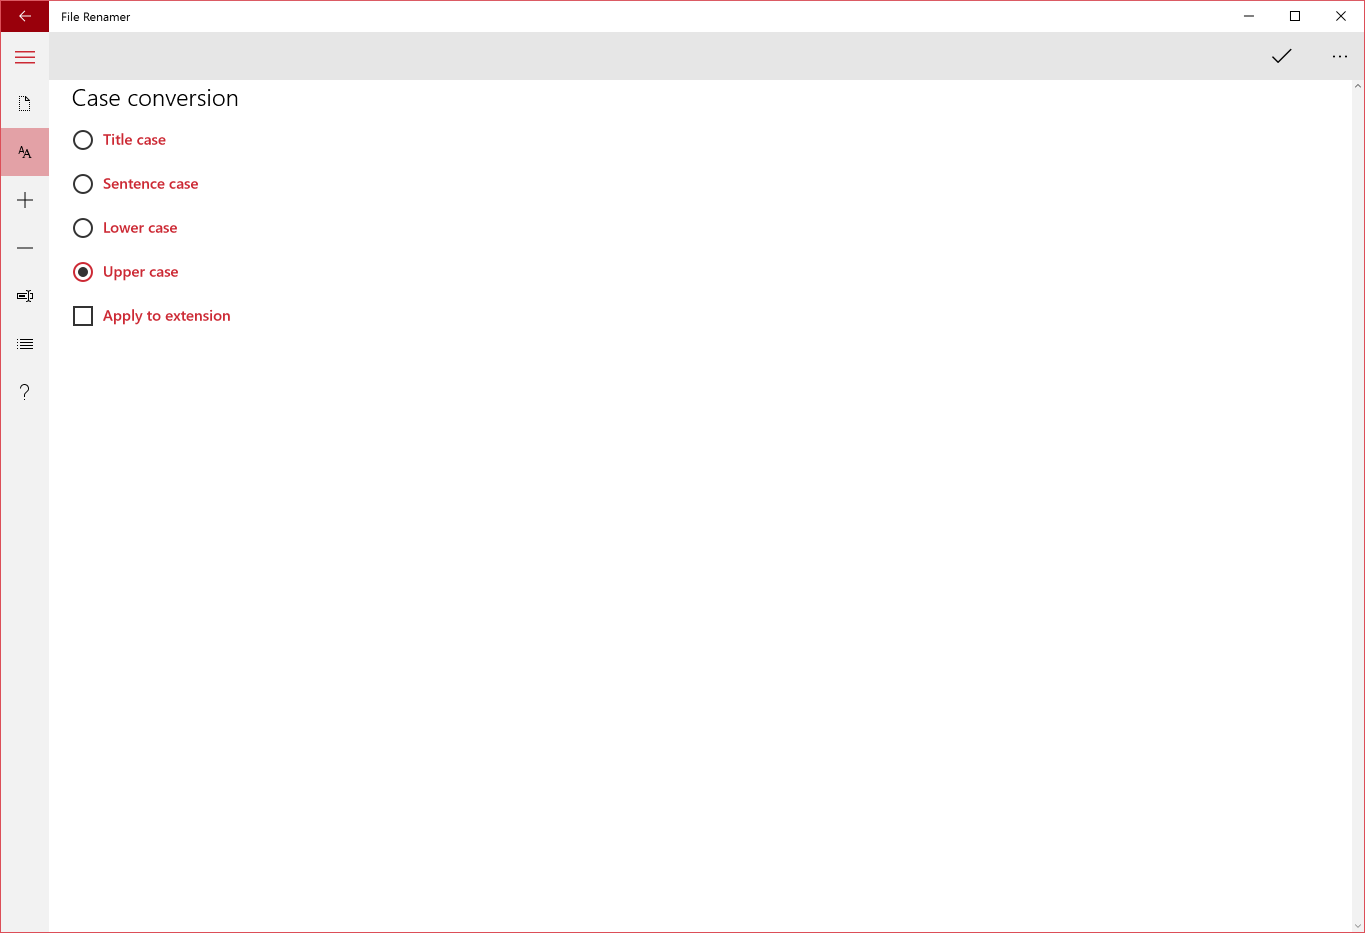 File Renamer
Case conversion
Title case
Sentence case
Lower case
Upper case
Apply to extension